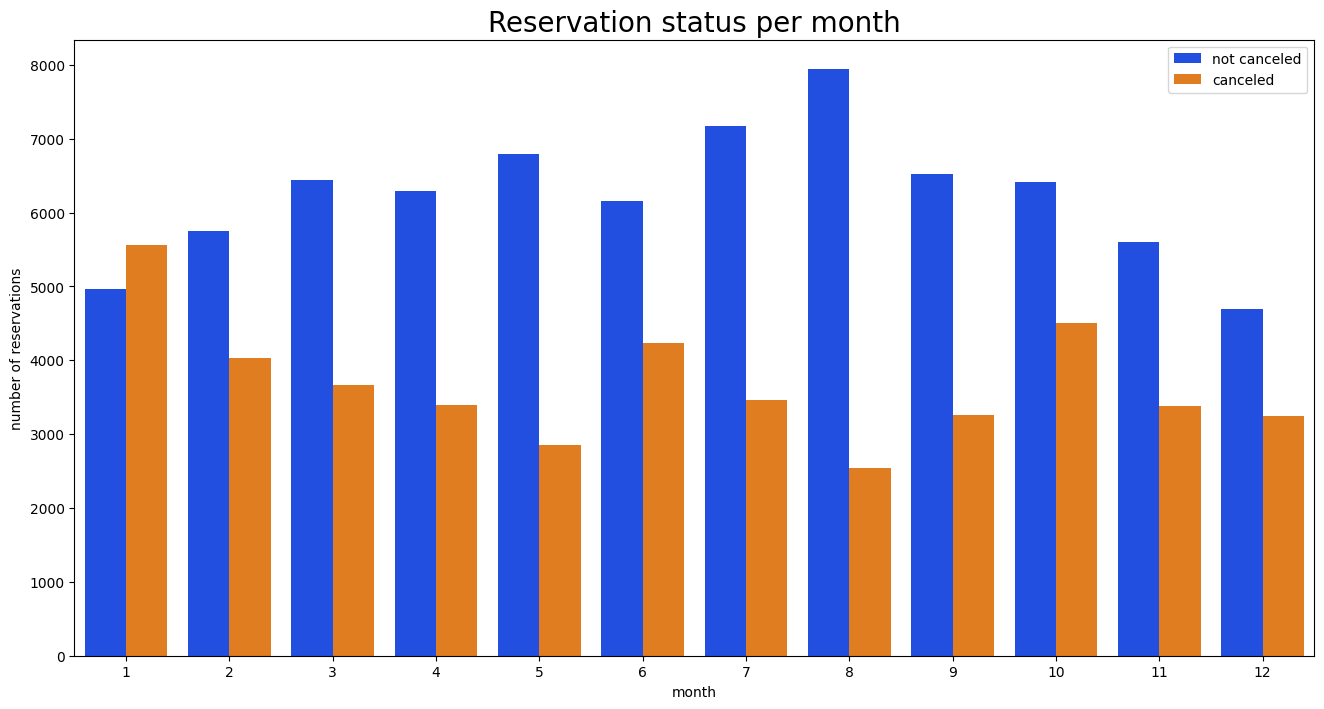 Reservation status per month
not canceled
canceled
number of reservations
8000
7000
6000
5000
4000
3000
2000
1000
0
1 2 3 4 5 6 7 8 9 10 11 12
month